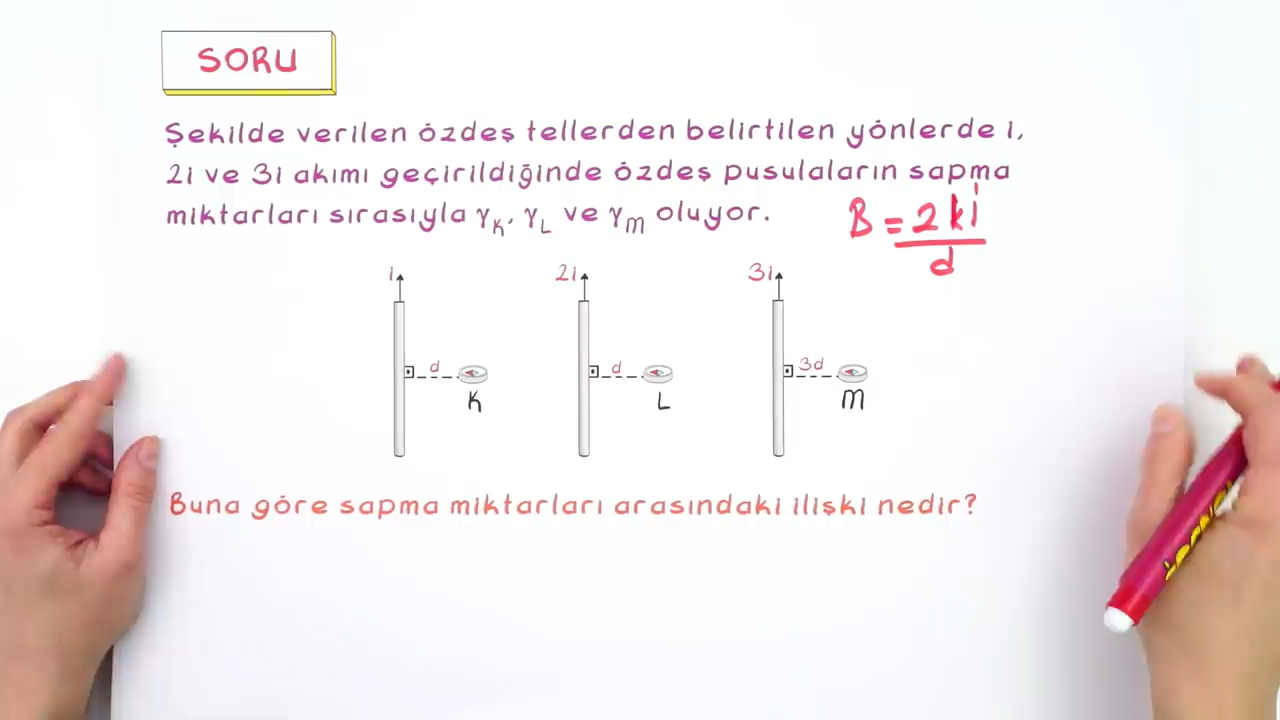 SORU
Şekilde verilen özdeş tellerden belirtilen yönlerde i,
2i ve 3i akımı geçirildiğinde özdeş pusulaların sapma
miktarları sırasıyla γK, γL ve γM oluyor.
B = 2ki
d
i
2i
3i
d
d
3d
K
L
M
Buna göre sapma miktarları arasındaki ilişki nedir?